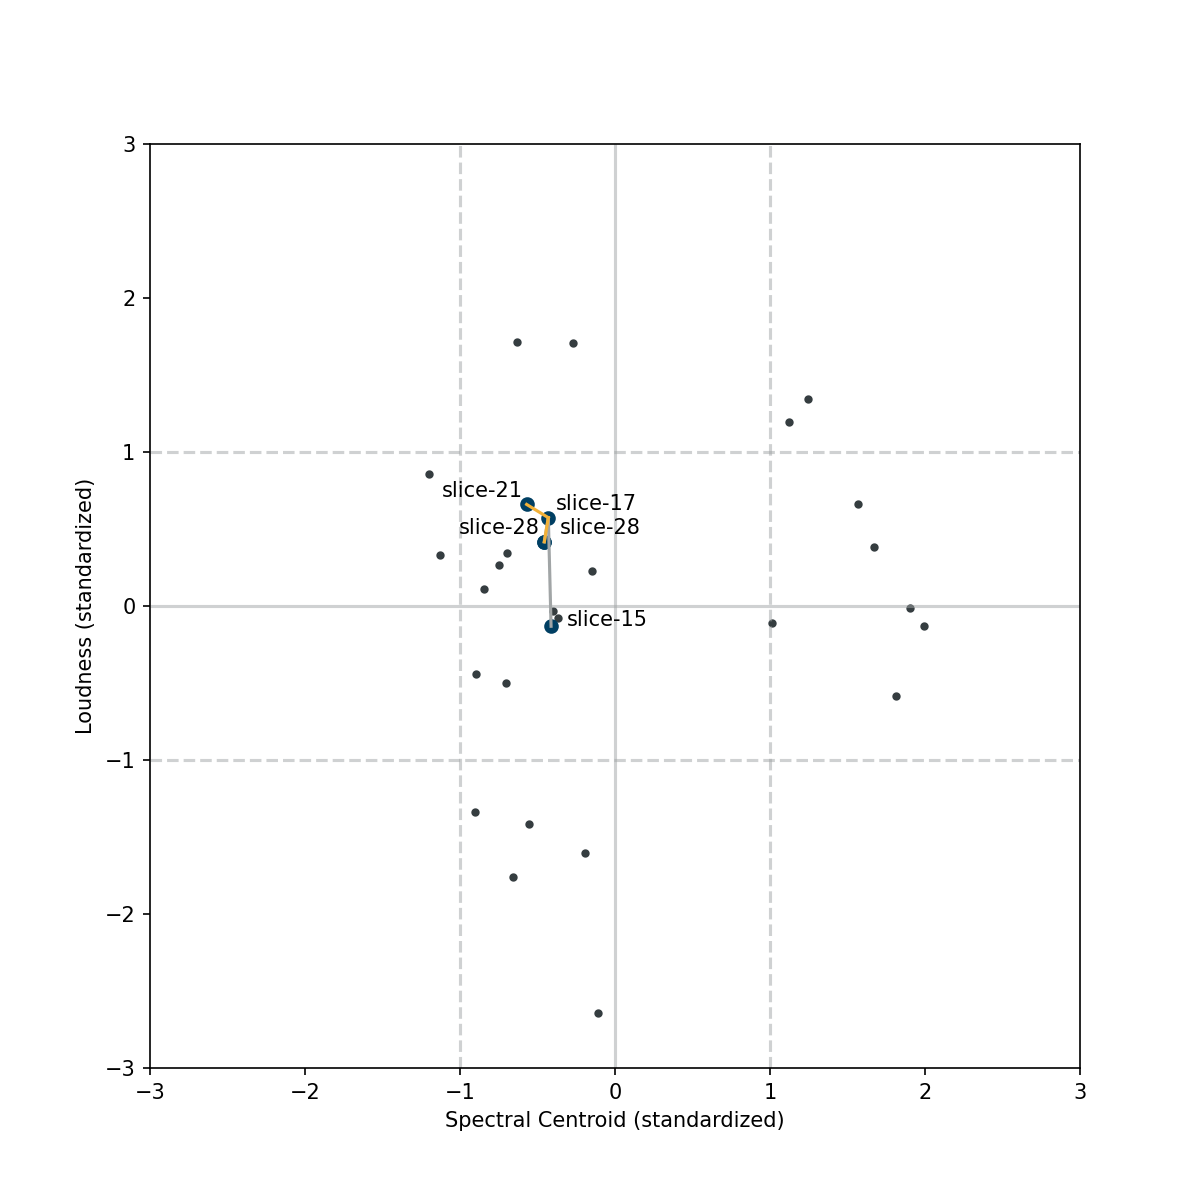 3
2
1
0
−1
−2
−3
Loudness (standardized)
slice-21
slice-17
slice-28
slice-28
slice-15
−3
−2
−1
0
1
2
3
Spectral Centroid (standardized)